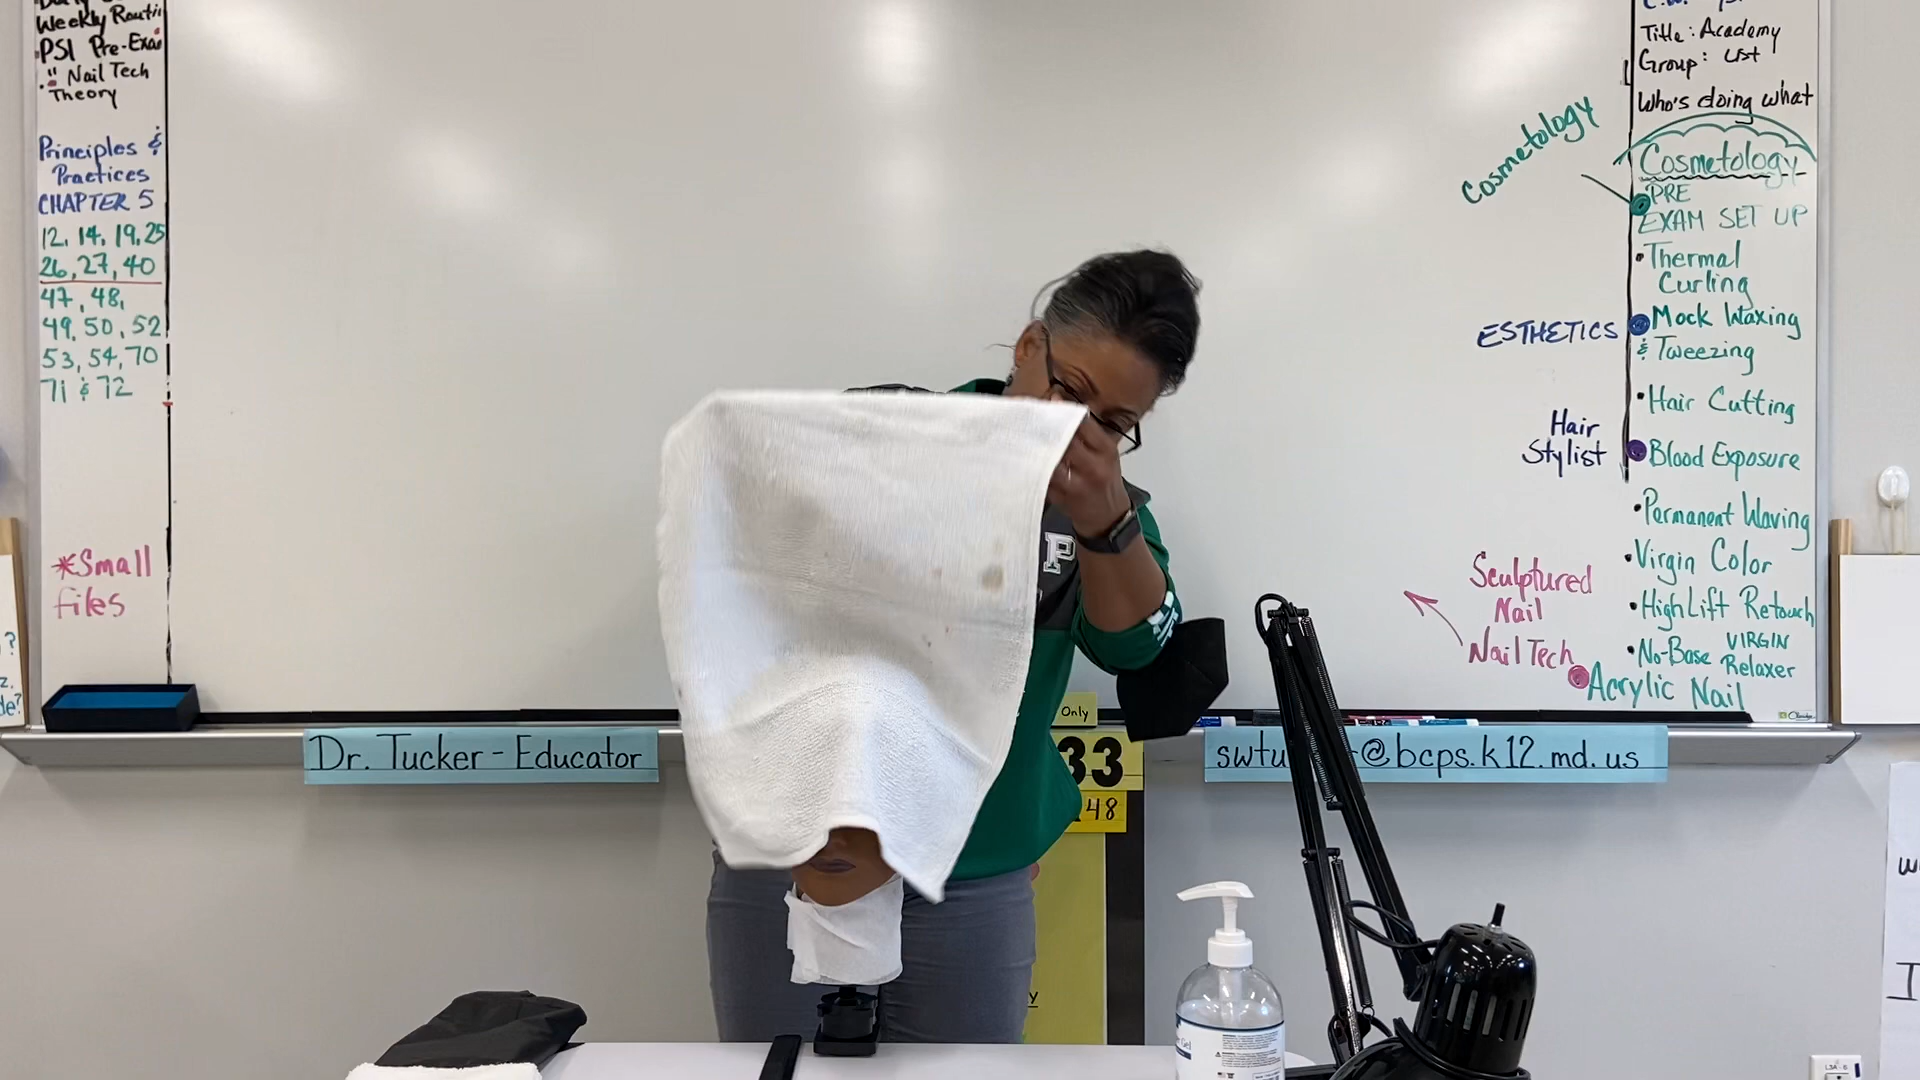 Weekly Routin
PSI Pre-Exam
" Nail Tech
Theory
Principles &
Practices
CHAPTER 5
12, 14, 19, 25
26, 27, 40
47, 48,
49, 50, 52
53, 54, 70
71 & 72
*Small
files
Dr. Tucker - Educator
P
Only
33
48
Cosmetology
ESTHETICS
Hair
Stylist
Sculptured
Nail
Nail Tech
Title: Academy
Group: List
Who's doing what
Cosmetology
PRE
EXAM SET UP
• Thermal
Curling
Mock Waxing
& Tweezing
• Hair Cutting
Blood Exposure
• Permanent Waving
• Virgin Color
• High Lift Retouch
• No-Base VIRGIN
Relaxer
Acrylic Nail
@bcps.k12.md.us